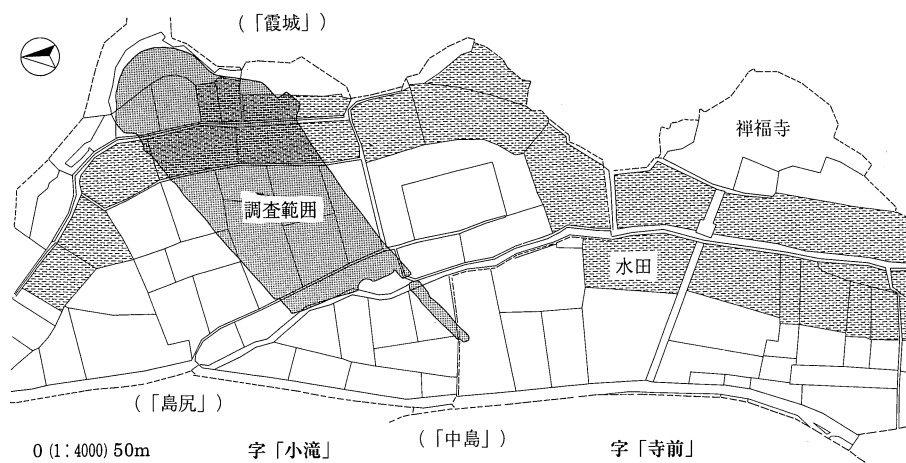 (「霞城」)
禅福寺
調査範囲
水田
(「島尻」)
(「中島」)
0 (1:4000) 50m
字「小滝」
字「寺前」